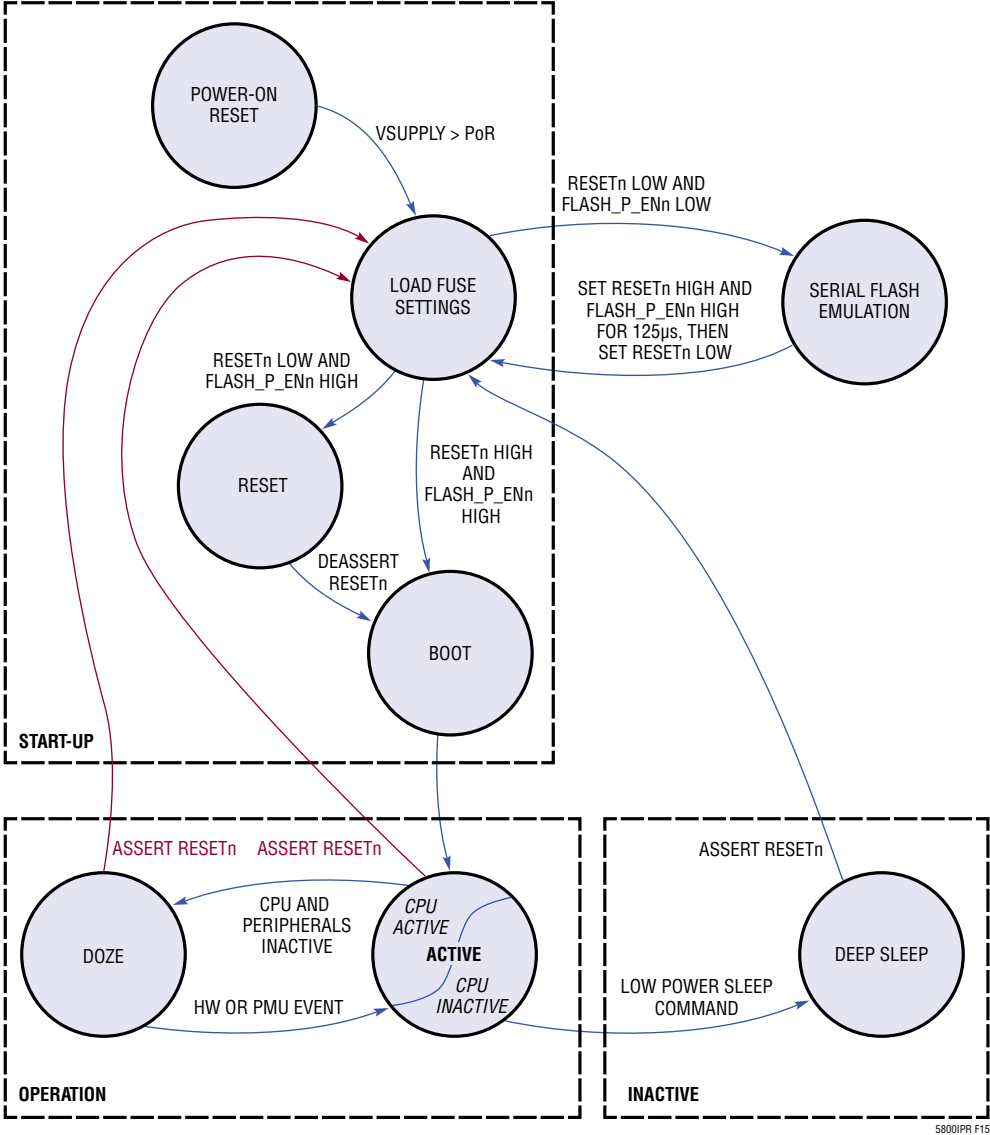 POWER-ON
RESET
VSUPPLY > PoR
RESETn LOW AND
FLASH_P_ENn LOW
LOAD FUSE
SETTINGS
SET RESETn HIGH AND
FLASH_P_ENn HIGH
FOR 125µs, THEN
SET RESETn LOW
SERIAL FLASH
EMULATION
RESETn LOW AND
FLASH_P_ENn HIGH
RESET
RESETn HIGH
AND
FLASH_P_ENn
HIGH
DEASSERT
RESETn
BOOT
START-UP
ASSERT RESETn
ASSERT RESETn
ASSERT RESETn
DOZE
CPU AND
PERIPHERALS
INACTIVE
CPU
ACTIVE
ACTIVE
CPU
INACTIVE
HW OR PMU EVENT
LOW POWER SLEEP
COMMAND
DEEP SLEEP
OPERATION
INACTIVE
5800IPR F15